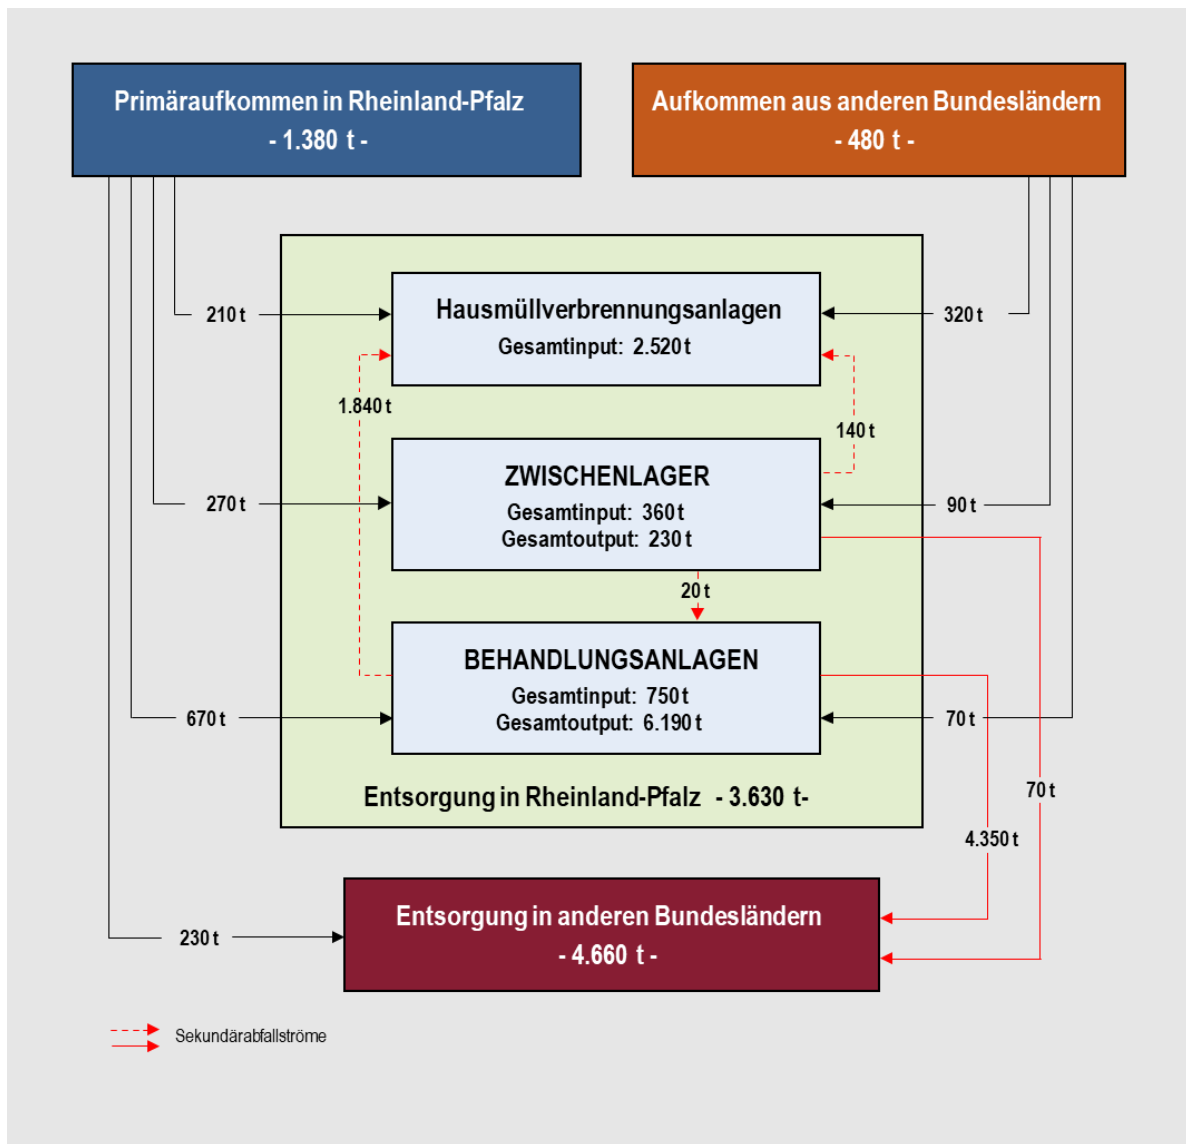 Primäraufkommen in Rheinland-Pfalz
- 1.380 t -
Aufkommen aus anderen Bundesländern
- 480 t -
210 t
Hausmüllverbrennungsanlagen
Gesamtinput: 2.520 t
320 t
1.840 t
140 t
270 t
ZWISCHENLAGER
Gesamtinput: 360 t
Gesamtoutput: 230 t
90 t
20 t
670 t
BEHANDLUNGSANLAGEN
Gesamtinput: 750 t
Gesamtoutput: 6.190 t
70 t
Entsorgung in Rheinland-Pfalz - 3.630 t-
70 t
4.350 t
230 t
Entsorgung in anderen Bundesländern
- 4.660 t -
Sekundärabfallströme